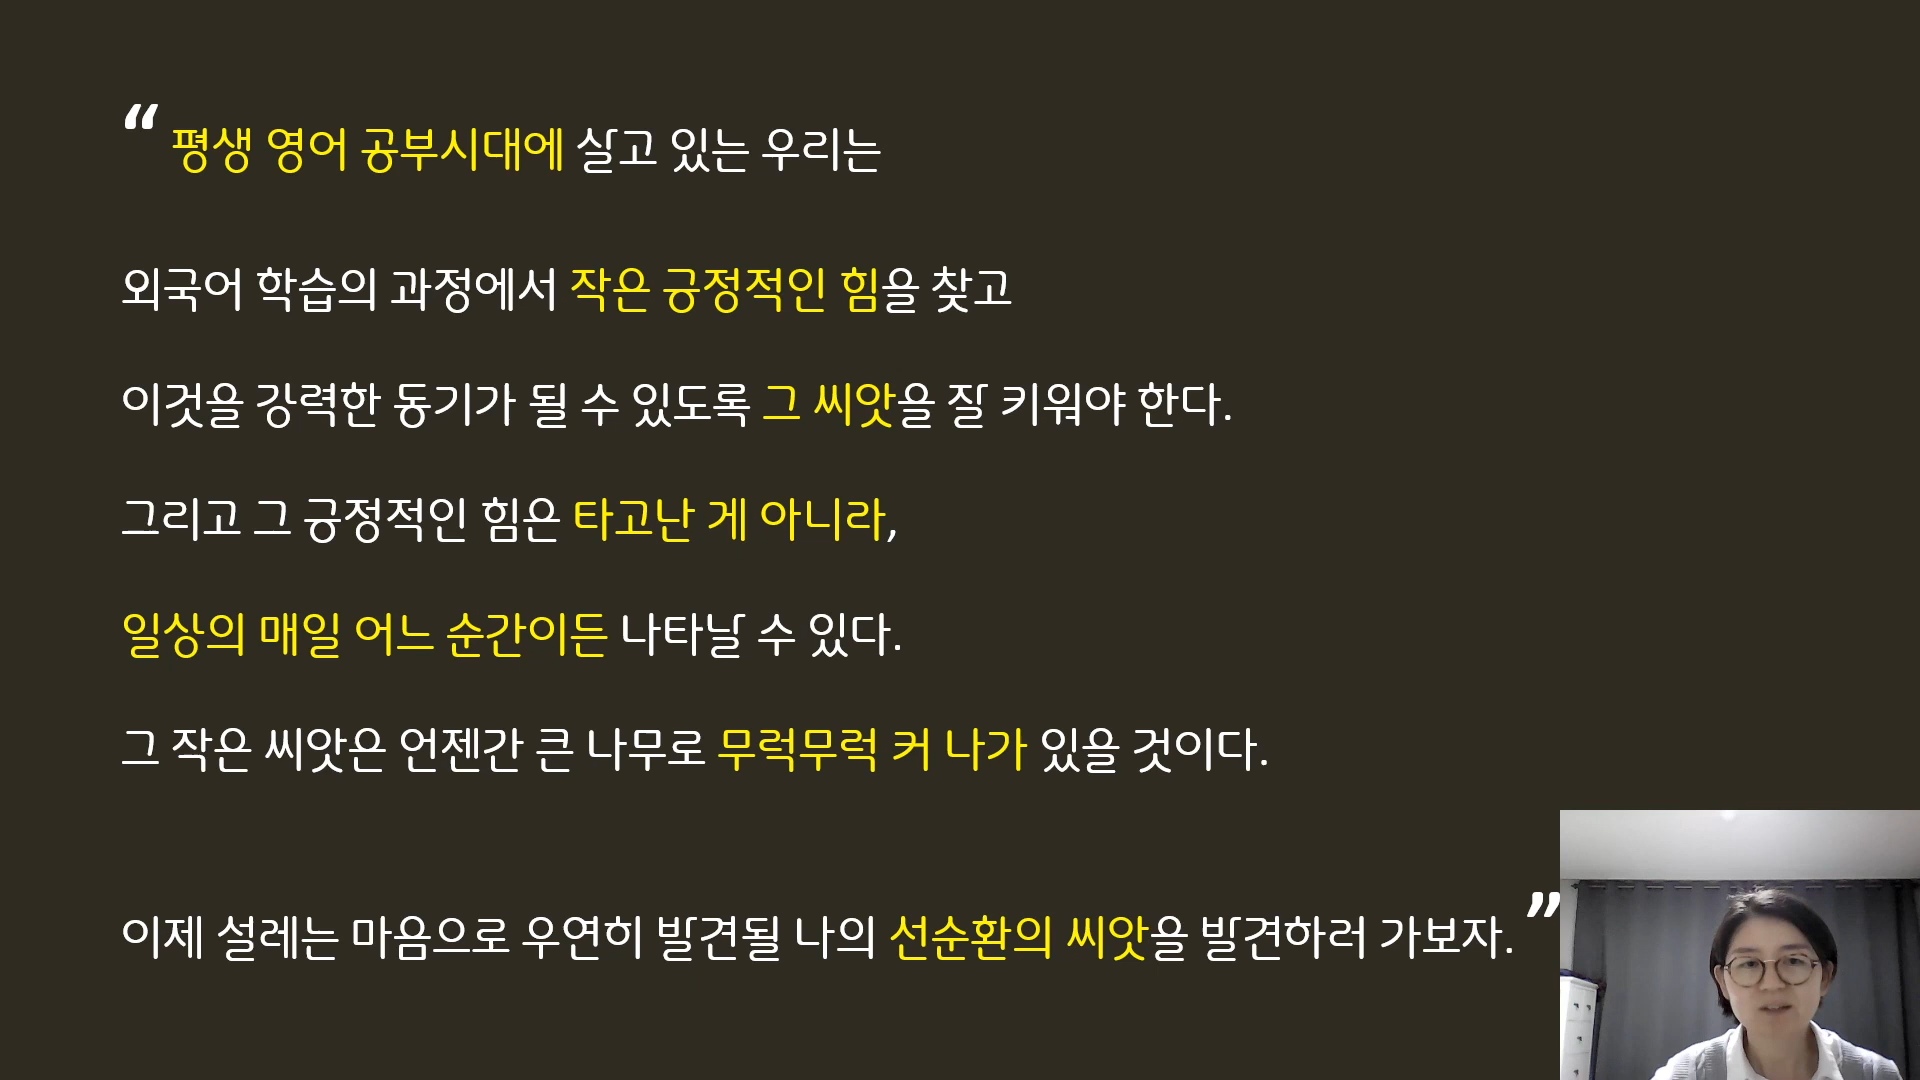 “ 평생 영어 공부시대에 살고 있는 우리는
외국어 학습의 과정에서 작은 긍정적인 힘을 찾고
이것을 강력한 동기가 될 수 있도록 그 씨앗을 잘 키워야 한다.
그리고 그 긍정적인 힘은 타고난 게 아니라,
일상의 매일 어느 순간이든 나타날 수 있다.
그 작은 씨앗은 언젠간 큰 나무로 무럭무럭 커 나가 있을 것이다.
이제 설레는 마음으로 우연히 발견될 나의 선순환의 씨앗을 발견하러 가보자. ”